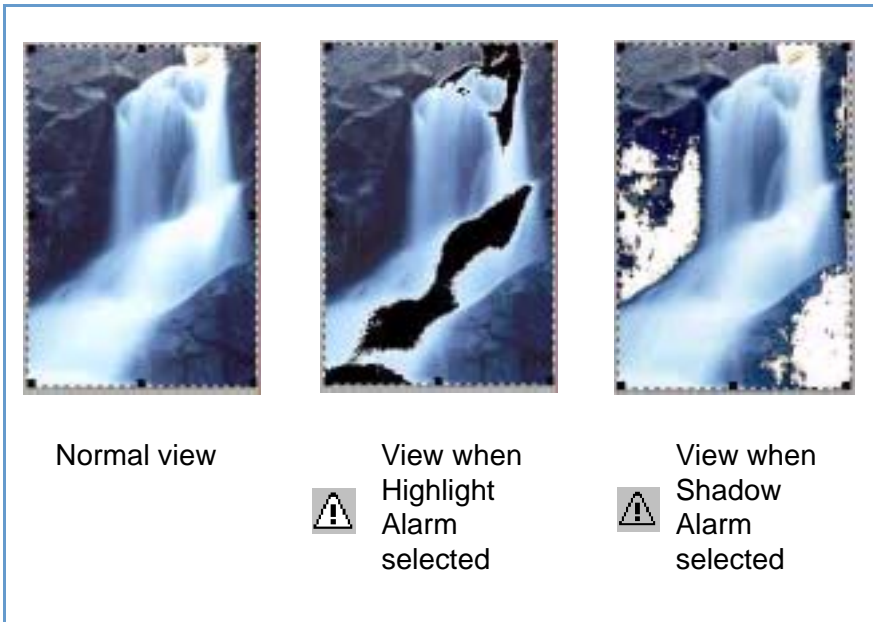 Normal view
View when
Highlight
Alarm
selected
View when
Shadow
Alarm
selected